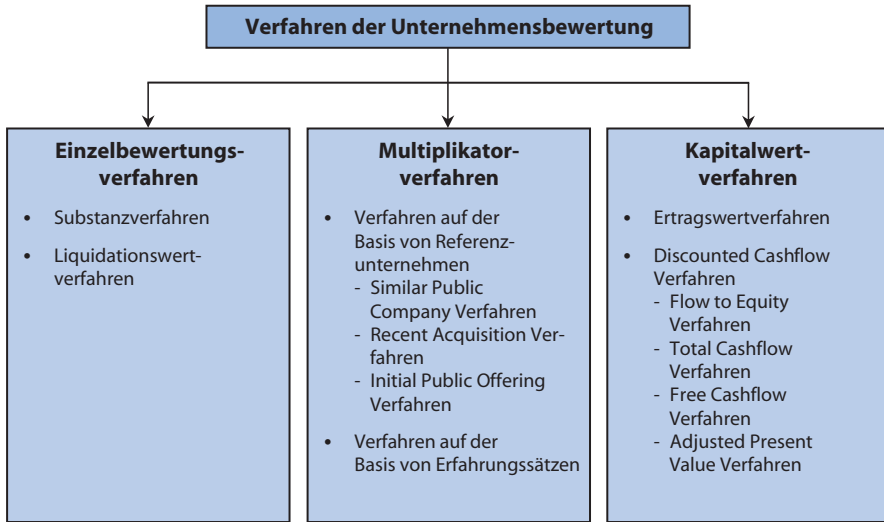 Verfahren der Unternehmensbewertung
Einzelbewertungs-
verfahren
• Substanzverfahren
• Liquidationswert-
verfahren
Multiplikator-
verfahren
• Verfahren auf der
Basis von Referenz-
unternehmen
- Similar Public
Company Verfahren
- Recent Acquisition Ver-
fahren
- Initial Public Offering
Verfahren
• Verfahren auf der
Basis von Erfahrungssätzen
Kapitalwert-
verfahren
• Ertragswertverfahren
• Discounted Cashflow
Verfahren
- Flow to Equity
Verfahren
- Total Cashflow
Verfahren
- Free Cashflow
Verfahren
- Adjusted Present
Value Verfahren